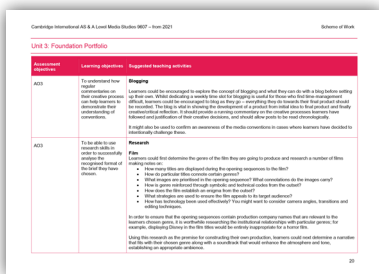 Cambridge International AS & A Level Media Studies 9607 – from 2021 Scheme of Work
Unit 3: Foundation Portfolio
Assessment objectives Learning objectives Suggested teaching activities
AO3
To understand how
regular
commentaries on
their creative process
can help learners to
demonstrate their
understanding of
conventions.
Blogging
Learners could be encouraged to explore the concept of blogging and what they can do with a blog before setting
up their own. Whilst dedicating a weekly time slot for blogging is useful for those who find time-management
difficult, learners could be encouraged to blog as they go – everything they do towards their final product should
be recorded. The blog is vital in showing the development of a product from initial idea to final product and finally
creative/critical reflection. It should provide a running commentary on the creative processes learners have
followed and justification of their creative decisions, and should allow posts to be read chronologically.
It might also be used to confirm an awareness of the media conventions in cases where learners have decided to
intentionally challenge these.
AO3
To be able to use
research skills in
order to successfully
analyse the
recognised format of
the brief they have
chosen.
Research
Film
Learners could first determine the genre of the film they are going to produce and research a number of films
making notes on:
• How many titles are displayed during the opening sequences to the film?
• How do particular titles connote certain genres?
• What images are prioritised in the opening sequence? What connotations do the images carry?
• How is genre reinforced through symbolic and technical codes from the outset?
• How does the film establish an enigma from the outset?
• What strategies are used to ensure the film appeals to its target audience?
• How has technology been used effectively? You might want to consider camera angles, transitions and
editing techniques.
In order to ensure that the opening sequences contain production company names that are relevant to the
learners chosen genre, it is worthwhile researching the institutional relationships with particular genres; for
example, displaying Disney in the film titles would be entirely inappropriate for a horror film.
Using this research as the premise for constructing their own production, learners could next determine a narrative
that fits with their chosen genre along with a soundtrack that would enhance the atmosphere and tone,
establishing an appropriate ambience.
20